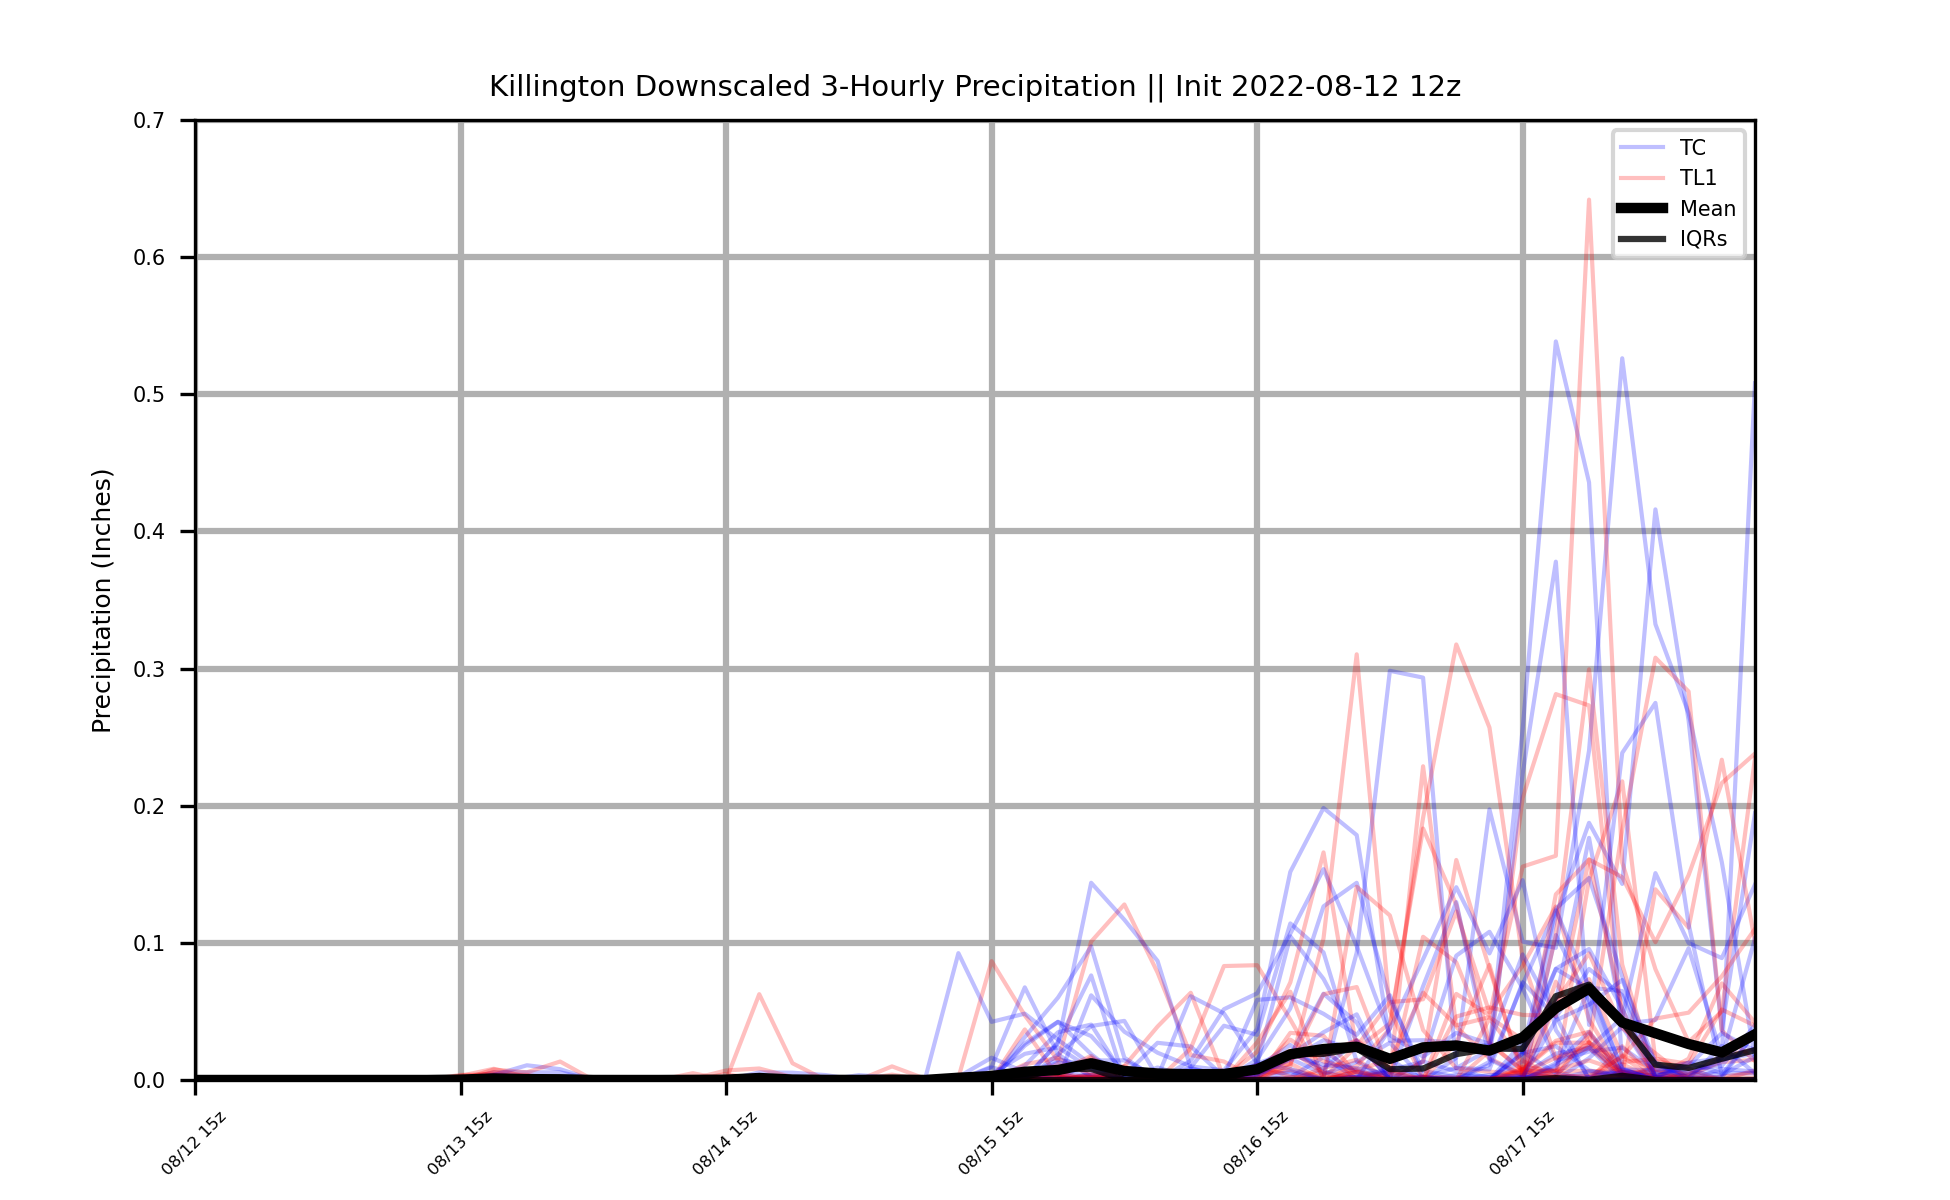 Killington Downscaled 3-Hourly Precipitation || Init 2022-08-12 12z
TC
TL1
Mean
IQRs
Precipitation (Inches)
0.7
0.6
0.5
0.4
0.3
0.2
0.1
0.0
08/12 15z
08/13 15z
08/14 15z
08/15 15z
08/16 15z
08/17 15z